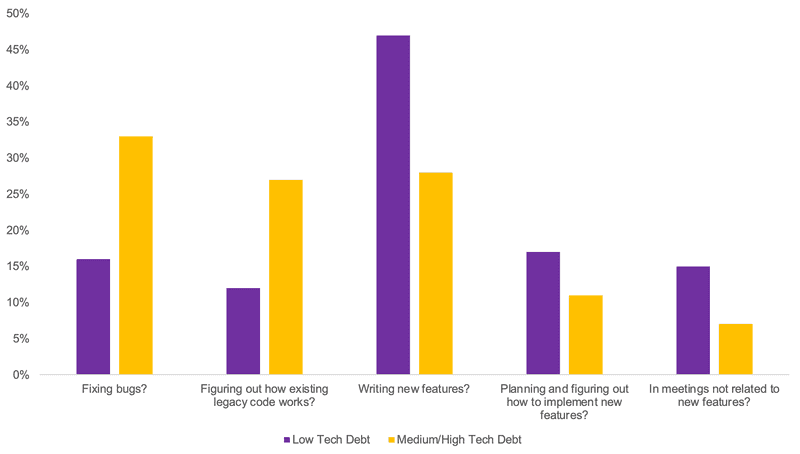 50%
45%
40%
35%
30%
25%
20%
15%
10%
5%
0%
Fixing bugs?
Figuring out how existing
legacy code works?
Writing new features?
Planning and figuring out
how to implement new
features?
In meetings not related to
new features?
Low Tech Debt
Medium/High Tech Debt